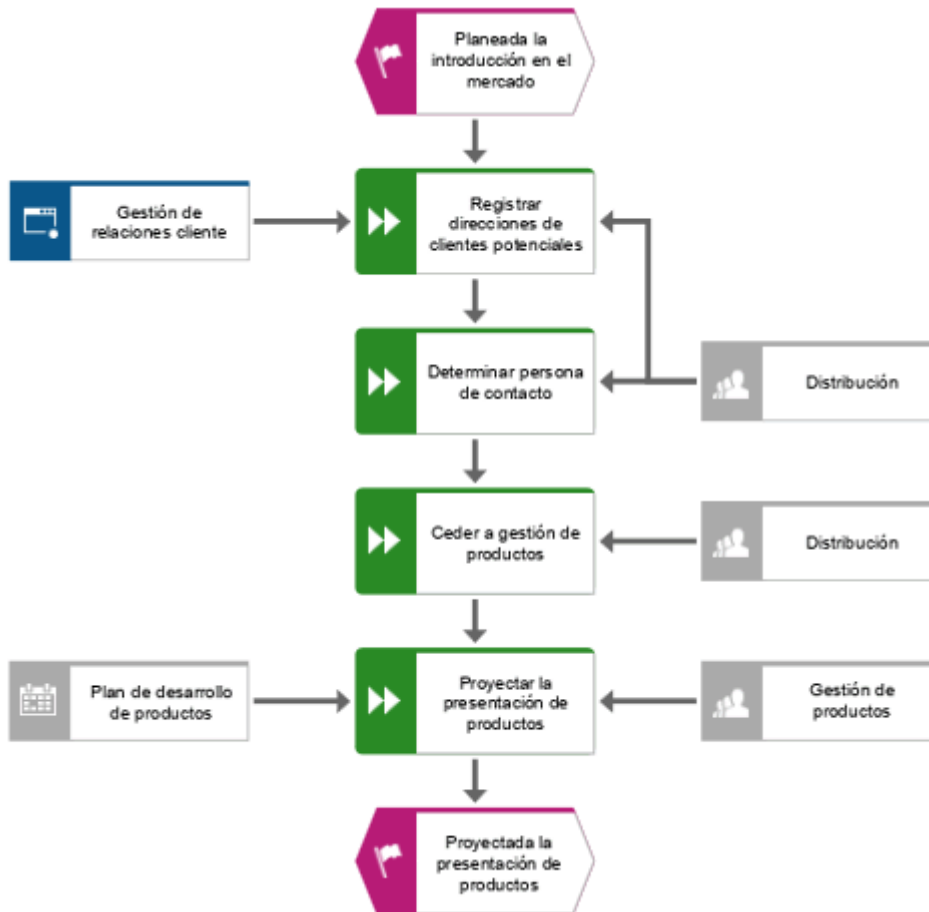 Planeada la
introducción en el
mercado
Gestión de
relaciones cliente
Registrar
direcciones de
clientes potenciales
Determinar persona
de contacto
Distribución
Ceder a gestión de
productos
Distribución
Plan de desarrollo
de productos
Proyectar la
presentación de
productos
Gestión de
productos
Proyectada la
presentación de
productos